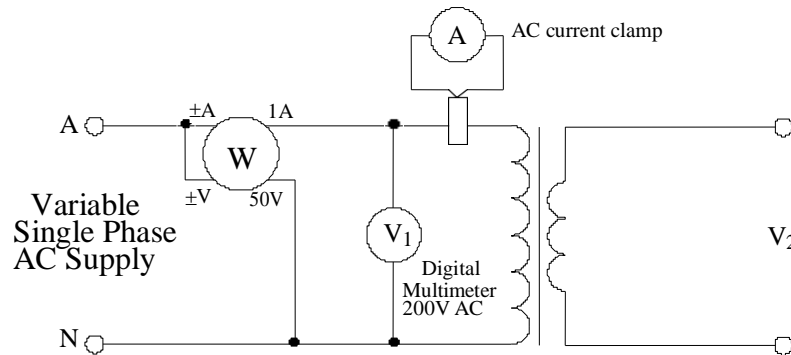 A
AC current clamp
A
±A
1A
W
±V
50V
Variable
Single Phase
AC Supply
V1
Digital
Multimeter
200V AC
V2
N